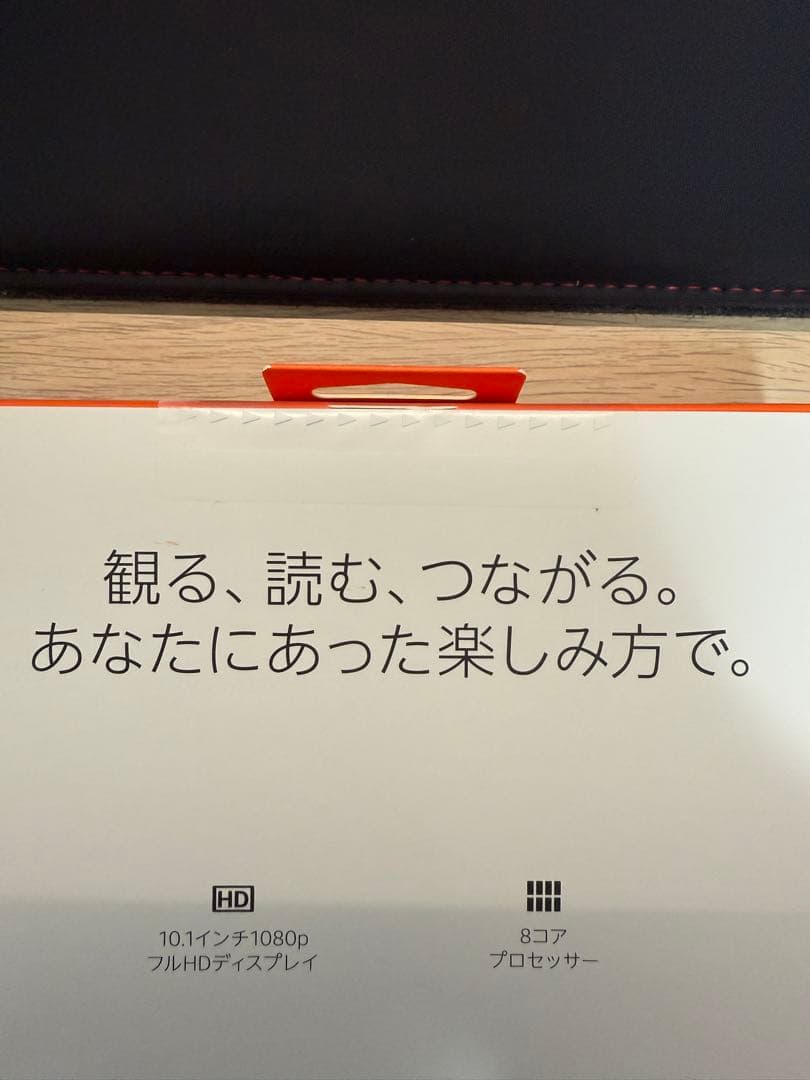 観る、読む、つながる。
あなたにあった楽しみ方で。
HD
10.1インチ1080p
フルHDディスプレイ
8コア
プロセッサー